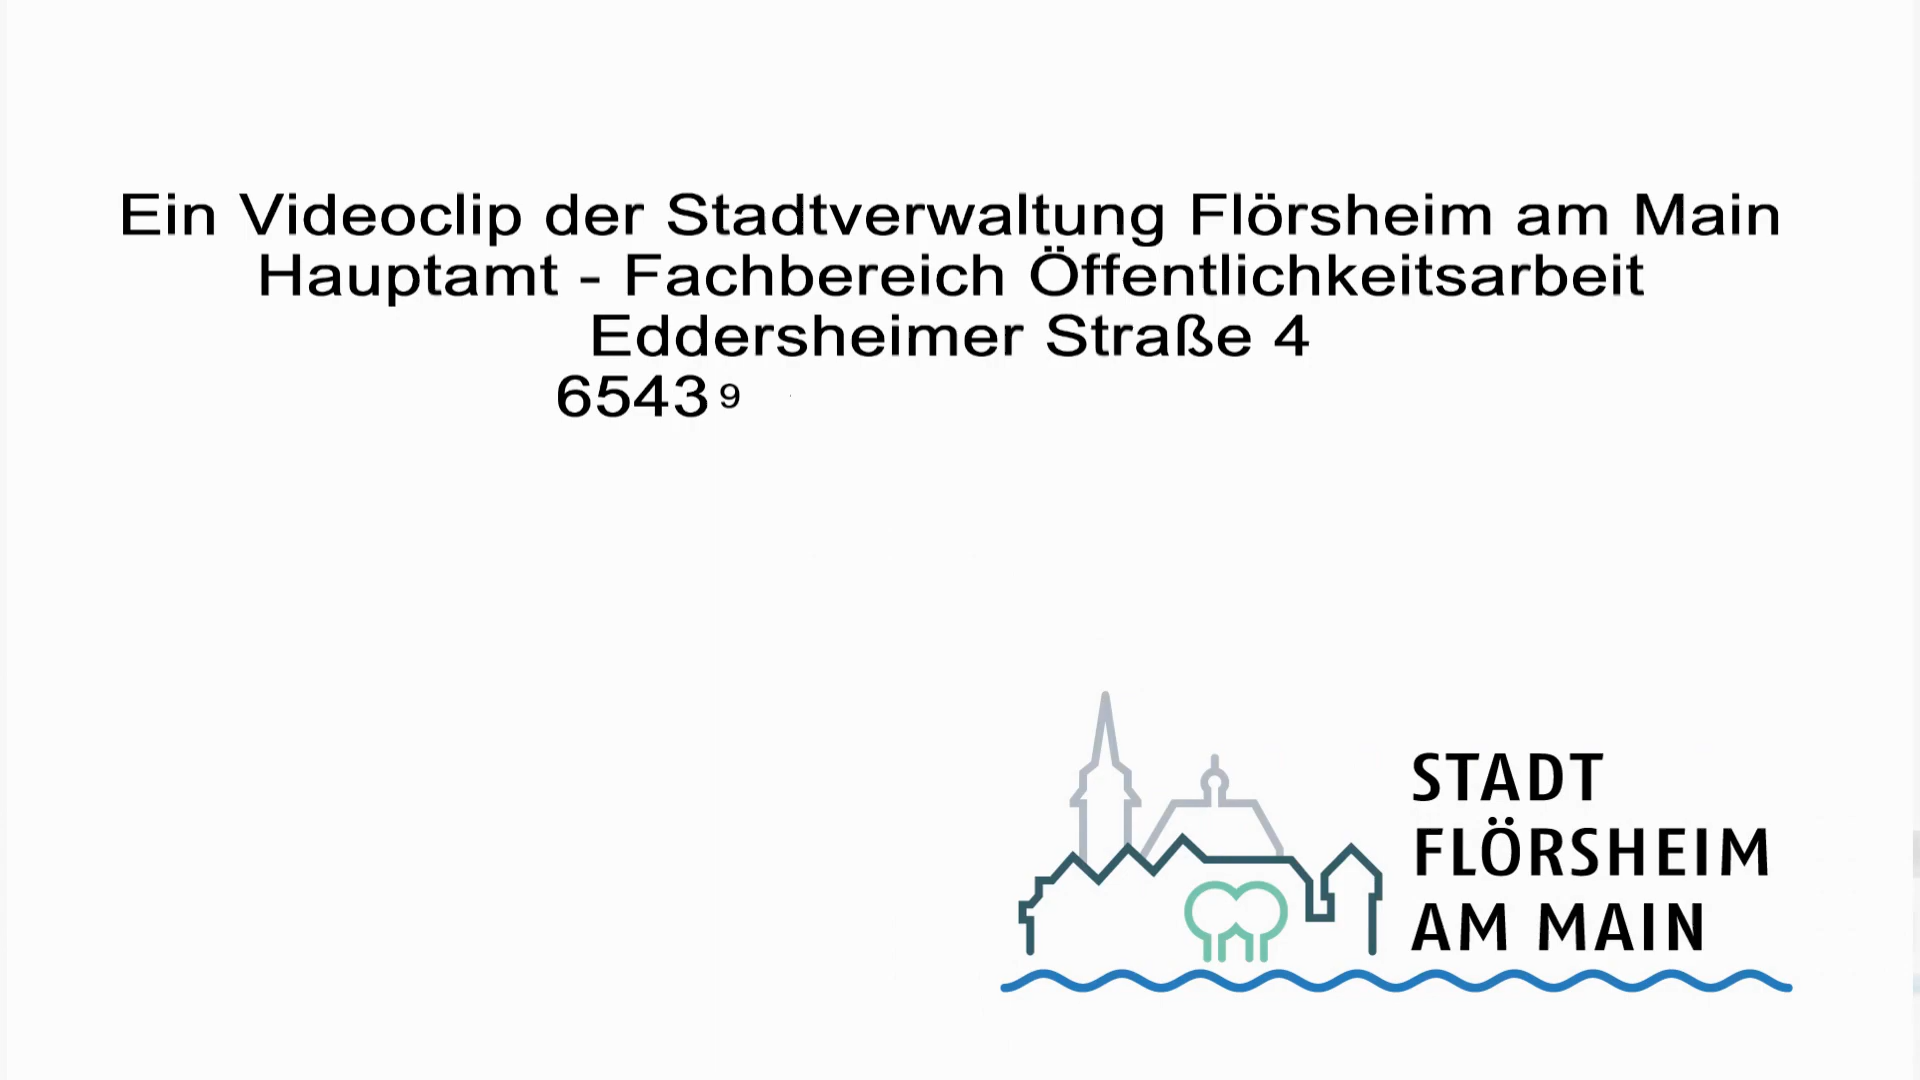 Ein Videoclip der Stadtverwaltung Flörsheim am Main
Hauptamt - Fachbereich Öffentlichkeitsarbeit
Eddersheimer Straße 4
65439
STADT
FLÖRSHEIM
AM MAIN